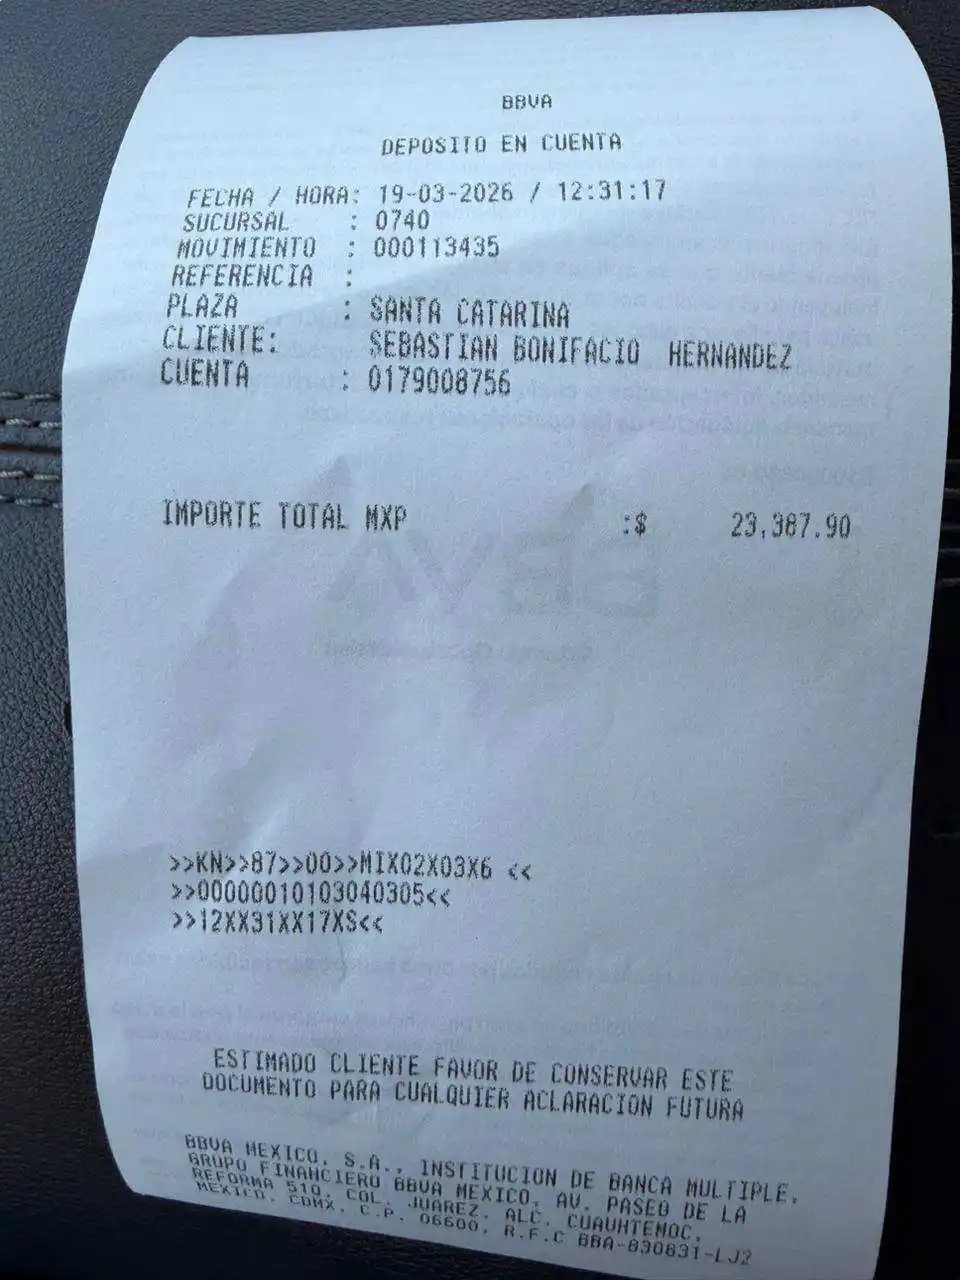 BBVA
DEPOSITO EN CUENTA
FECHA / HORA: 19-03-2026 / 12:31:17
SUCURSAL : 0740
MOVIMIENTO : 000113435
REFERENCIA :
PLAZA : SANTA CATARINA
CLIENTE: SEBASTIAN BONIFACIO HERNANDEZ
CUENTA : 0179008756
IMPORTE TOTAL MXP :$ 23,387.90
>>KN>>87>>00>>MIX02X03X6 <<
>>00000010103040305<<
>>12XX31XX17XS<<
ESTIMADO CLIENTE FAVOR DE CONSERVAR ESTE
DOCUMENTO PARA CUALQUIER ACLARACION FUTURA
BBVA MEXICO, S.A., INSTITUCION DE BANCA MULTIPLE,
GRUPO FINANCIERO BBVA MEXICO, AV. PASEO DE LA
REFORMA 510, COL. JUAREZ, ALC. CUAUHTEMOC,
MEXICO, CDMX. C.P. 06600, R.F.C BBA-830831-LJ2